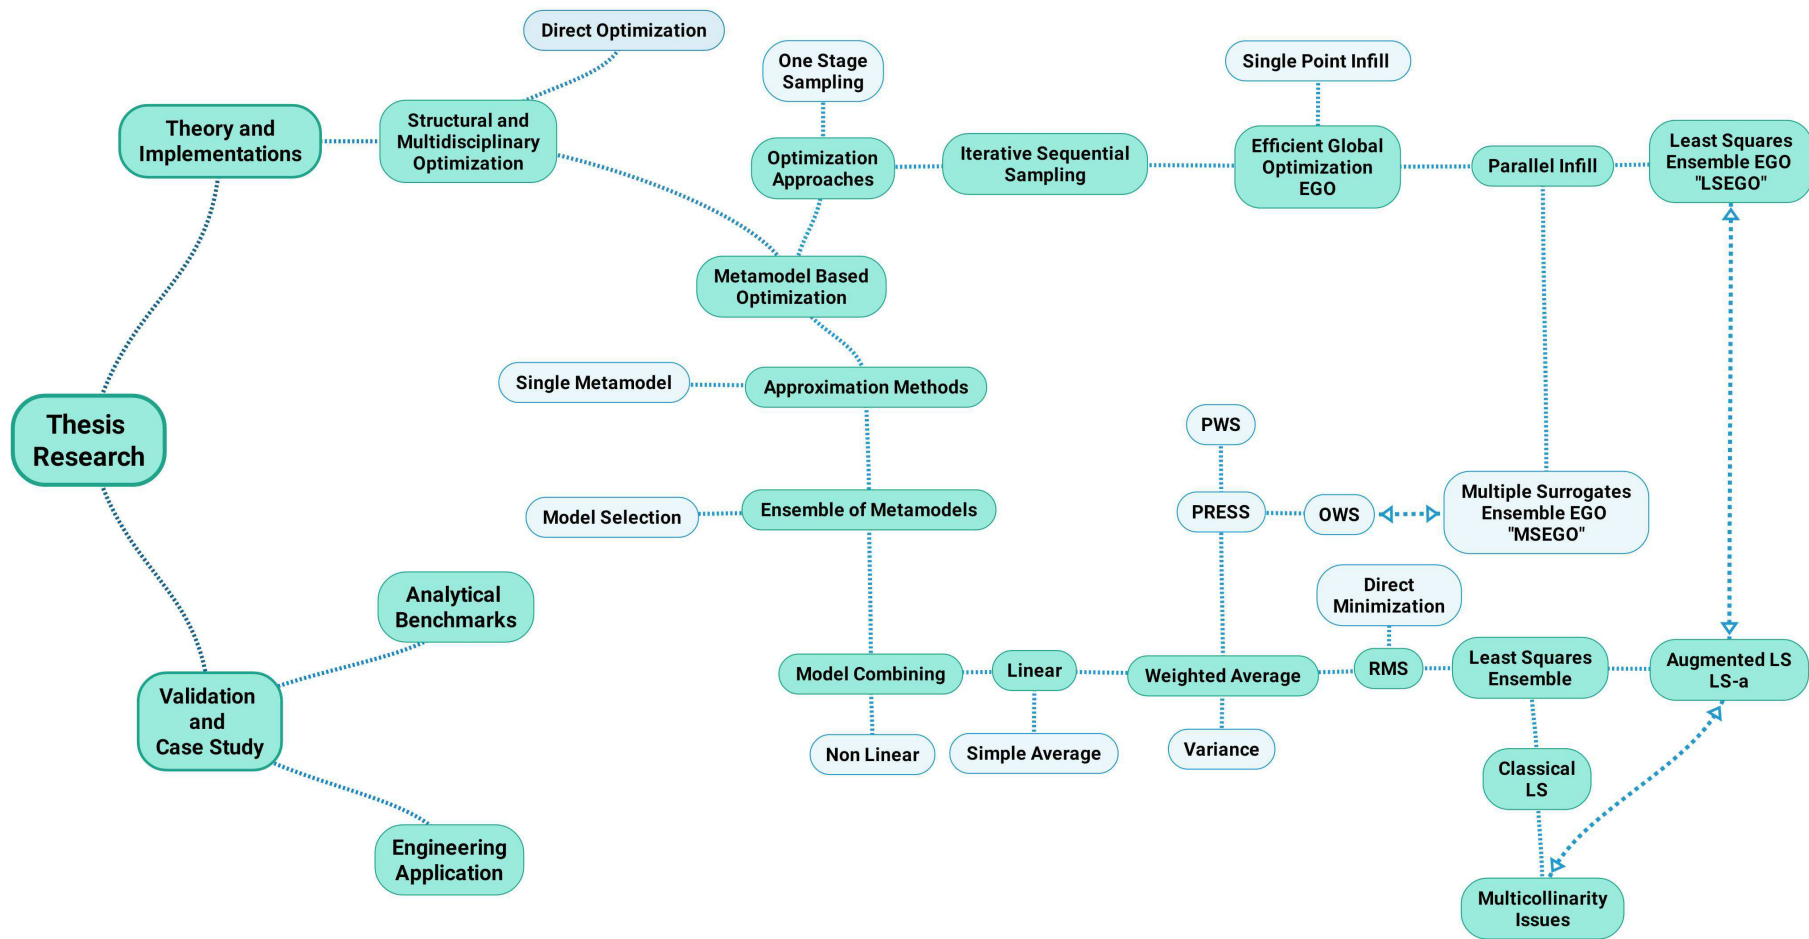 Direct Optimization
One Stage
Sampling
Single Point Infill
Theory and
Implementations
Structural and
Multidisciplinary
Optimization
Optimization
Approaches
Iterative Sequential
Sampling
Efficient Global
Optimization
EGO
Parallel Infill
Least Squares
Ensemble EGO
"LSEGO"
Metamodel Based
Optimization
Single Metamodel
Approximation Methods
Thesis
Research
PWS
Model Selection
Ensemble of Metamodels
PRESS
OWS
Multiple Surrogates
Ensemble EGO
"MSEGO"
Analytical
Benchmarks
Direct
Minimization
Model Combining
Linear
Weighted Average
RMS
Least Squares
Ensemble
Augmented LS
LS-a
Validation
and
Case Study
Non Linear
Simple Average
Variance
Classical
LS
Engineering
Application
Multicollinarity
Issues